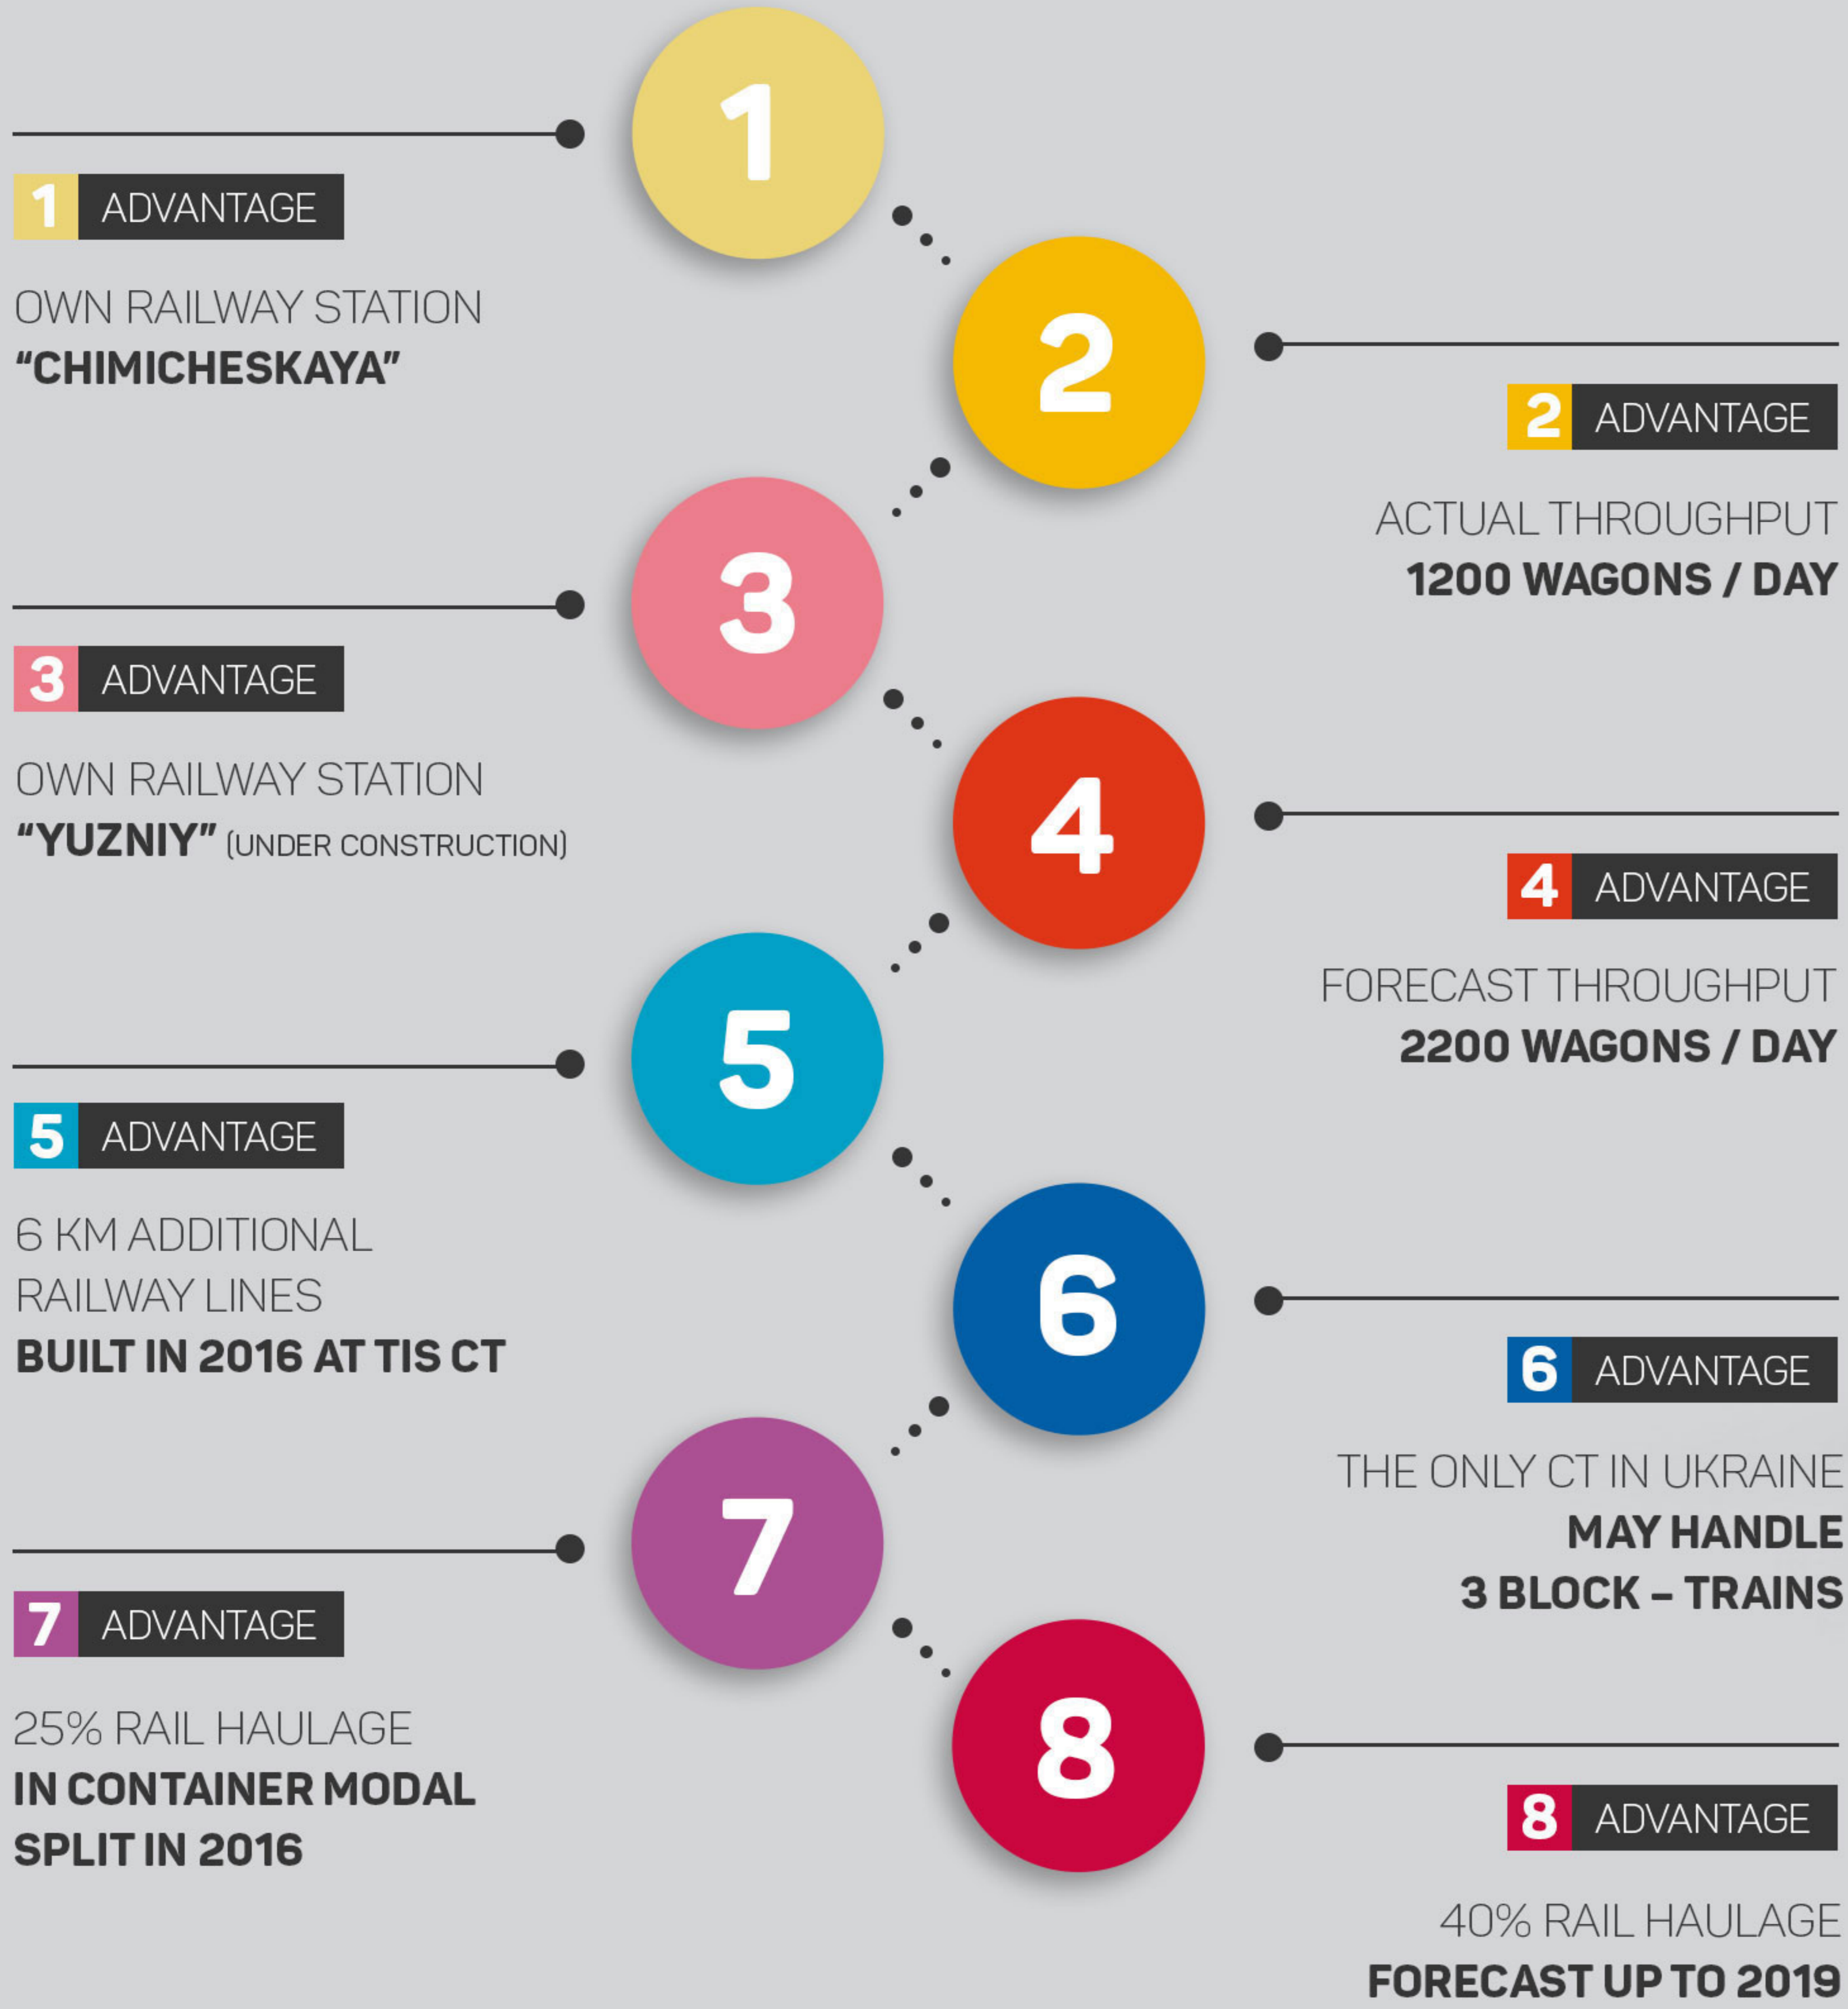 1
1 ADVANTAGE
OWN RAILWAY STATION
“CHIMICHESKAYA”
2
2 ADVANTAGE
ACTUAL THROUGHPUT
1200 WAGONS / DAY
3
3 ADVANTAGE
OWN RAILWAY STATION
“YUZNIY” (UNDER CONSTRUCTION)
4
4 ADVANTAGE
FORECAST THROUGHPUT
2200 WAGONS / DAY
5
5 ADVANTAGE
6 KM ADDITIONAL
RAILWAY LINES
BUILT IN 2016 AT TIS CT
6
6 ADVANTAGE
THE ONLY CT IN UKRAINE
MAY HANDLE
3 BLOCK – TRAINS
7
7 ADVANTAGE
25% RAIL HAULAGE
IN CONTAINER MODAL
SPLIT IN 2016
8
8 ADVANTAGE
40% RAIL HAULAGE
FORECAST UP TO 2019